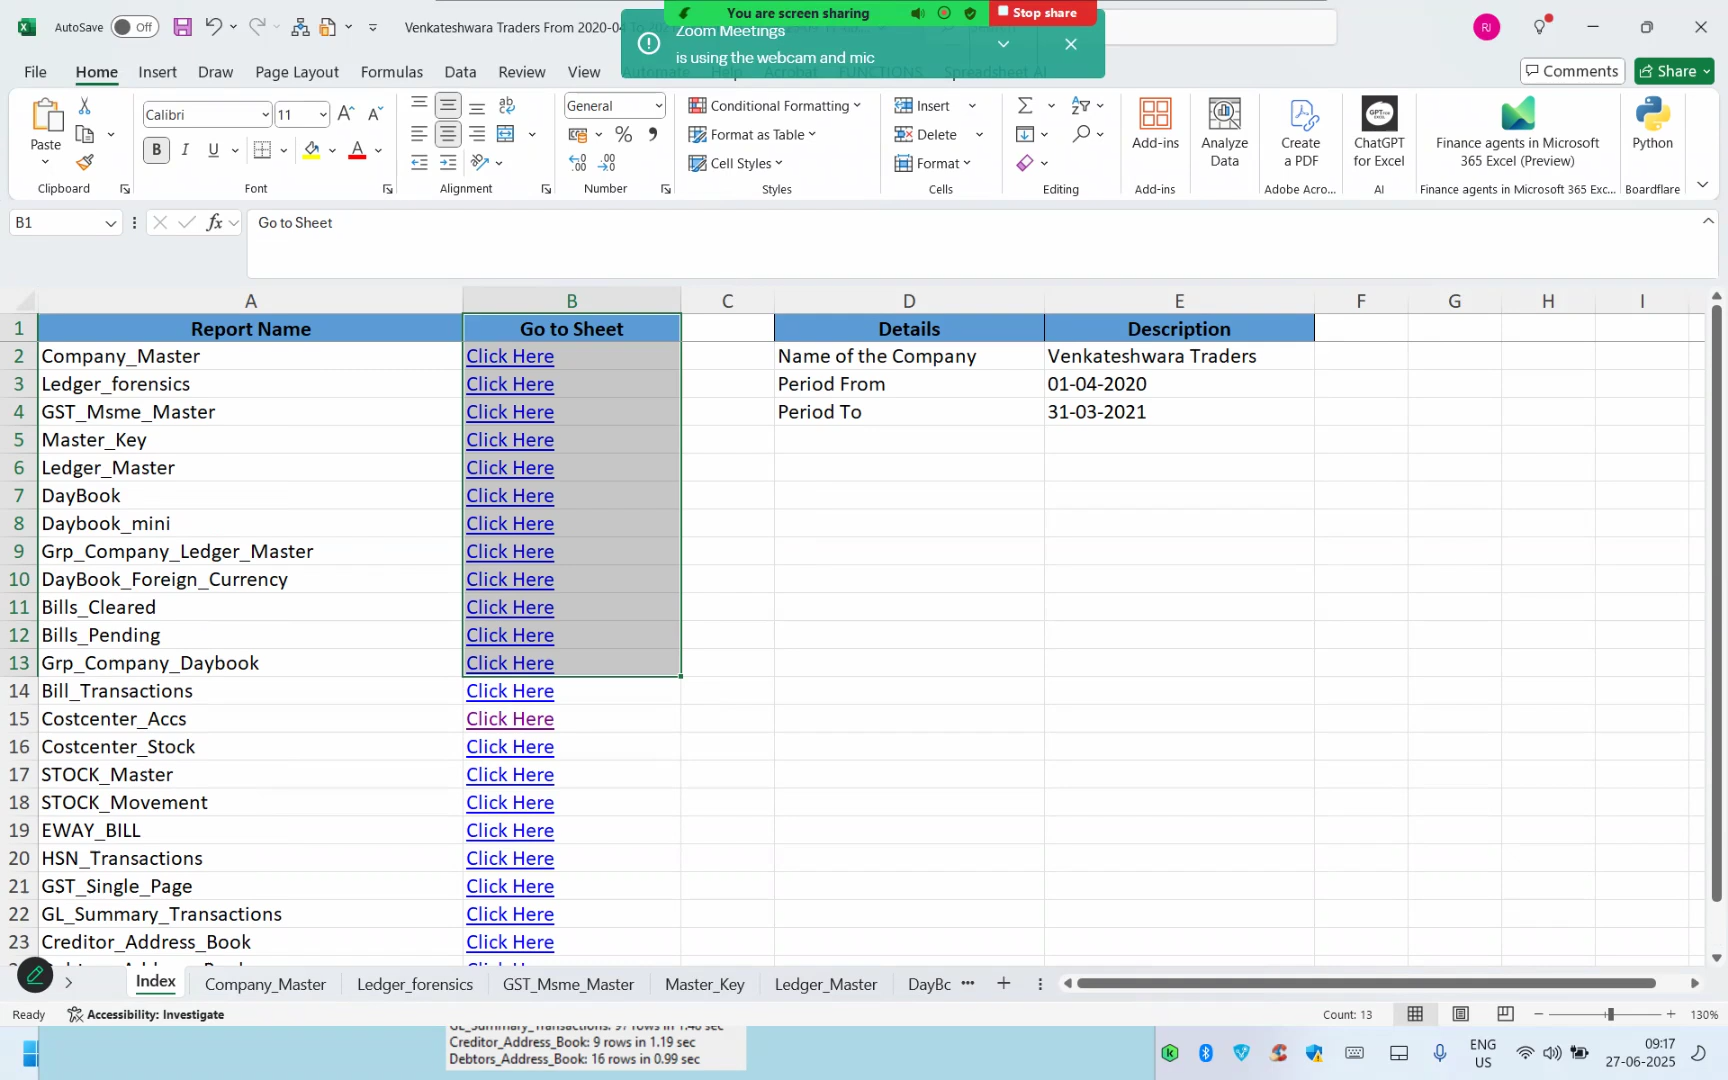 You are screen sharing
Stop share
AutoSave Off
Venkateshwara Traders From 2020-04
Zoom Meetings
is using the webcam and mic
RJ
File Home Insert Draw Page Layout Formulas Data Review View
Comments Share
Paste
Clipboard
Calibri 11
B I U
Font
Alignment
General
Number
Conditional Formatting
Format as Table
Cell Styles
Styles
Insert
Delete
Format
Cells
Editing
Add-ins
Add-ins
Analyze
Data
Create
a PDF
Adobe Acro...
ChatGPT
for Excel
AI
Finance agents in Microsoft
365 Excel (Preview)
Finance agents in Microsoft 365 Exc...
Python
Boardflare
B1 fx Go to Sheet
A B C D E F G H I
1 Report Name Go to Sheet Details Description
2 Company_Master Click Here Name of the Company Venkateshwara Traders
3 Ledger_forensics Click Here Period From 01-04-2020
4 GST_Msme_Master Click Here Period To 31-03-2021
5 Master_Key Click Here
6 Ledger_Master Click Here
7 DayBook Click Here
8 Daybook_mini Click Here
9 Grp_Company_Ledger_Master Click Here
10 DayBook_Foreign_Currency Click Here
11 Bills_Cleared Click Here
12 Bills_Pending Click Here
13 Grp_Company_Daybook Click Here
14 Bill_Transactions Click Here
15 Costcenter_Accs Click Here
16 Costcenter_Stock Click Here
17 STOCK_Master Click Here
18 STOCK_Movement Click Here
19 EWAY_BILL Click Here
20 HSN_Transactions Click Here
21 GST_Single_Page Click Here
22 GL_Summary_Transactions Click Here
23 Creditor_Address_Book Click Here
Index Company_Master Ledger_forensics GST_Msme_Master Master_Key Ledger_Master DayBc
Ready Accessibility: Investigate Count: 13 130%
Creditor_Address_Book: 9 rows in 1.19 sec
Debtors_Address_Book: 16 rows in 0.99 sec
ENG
US
09:17
27-06-2025